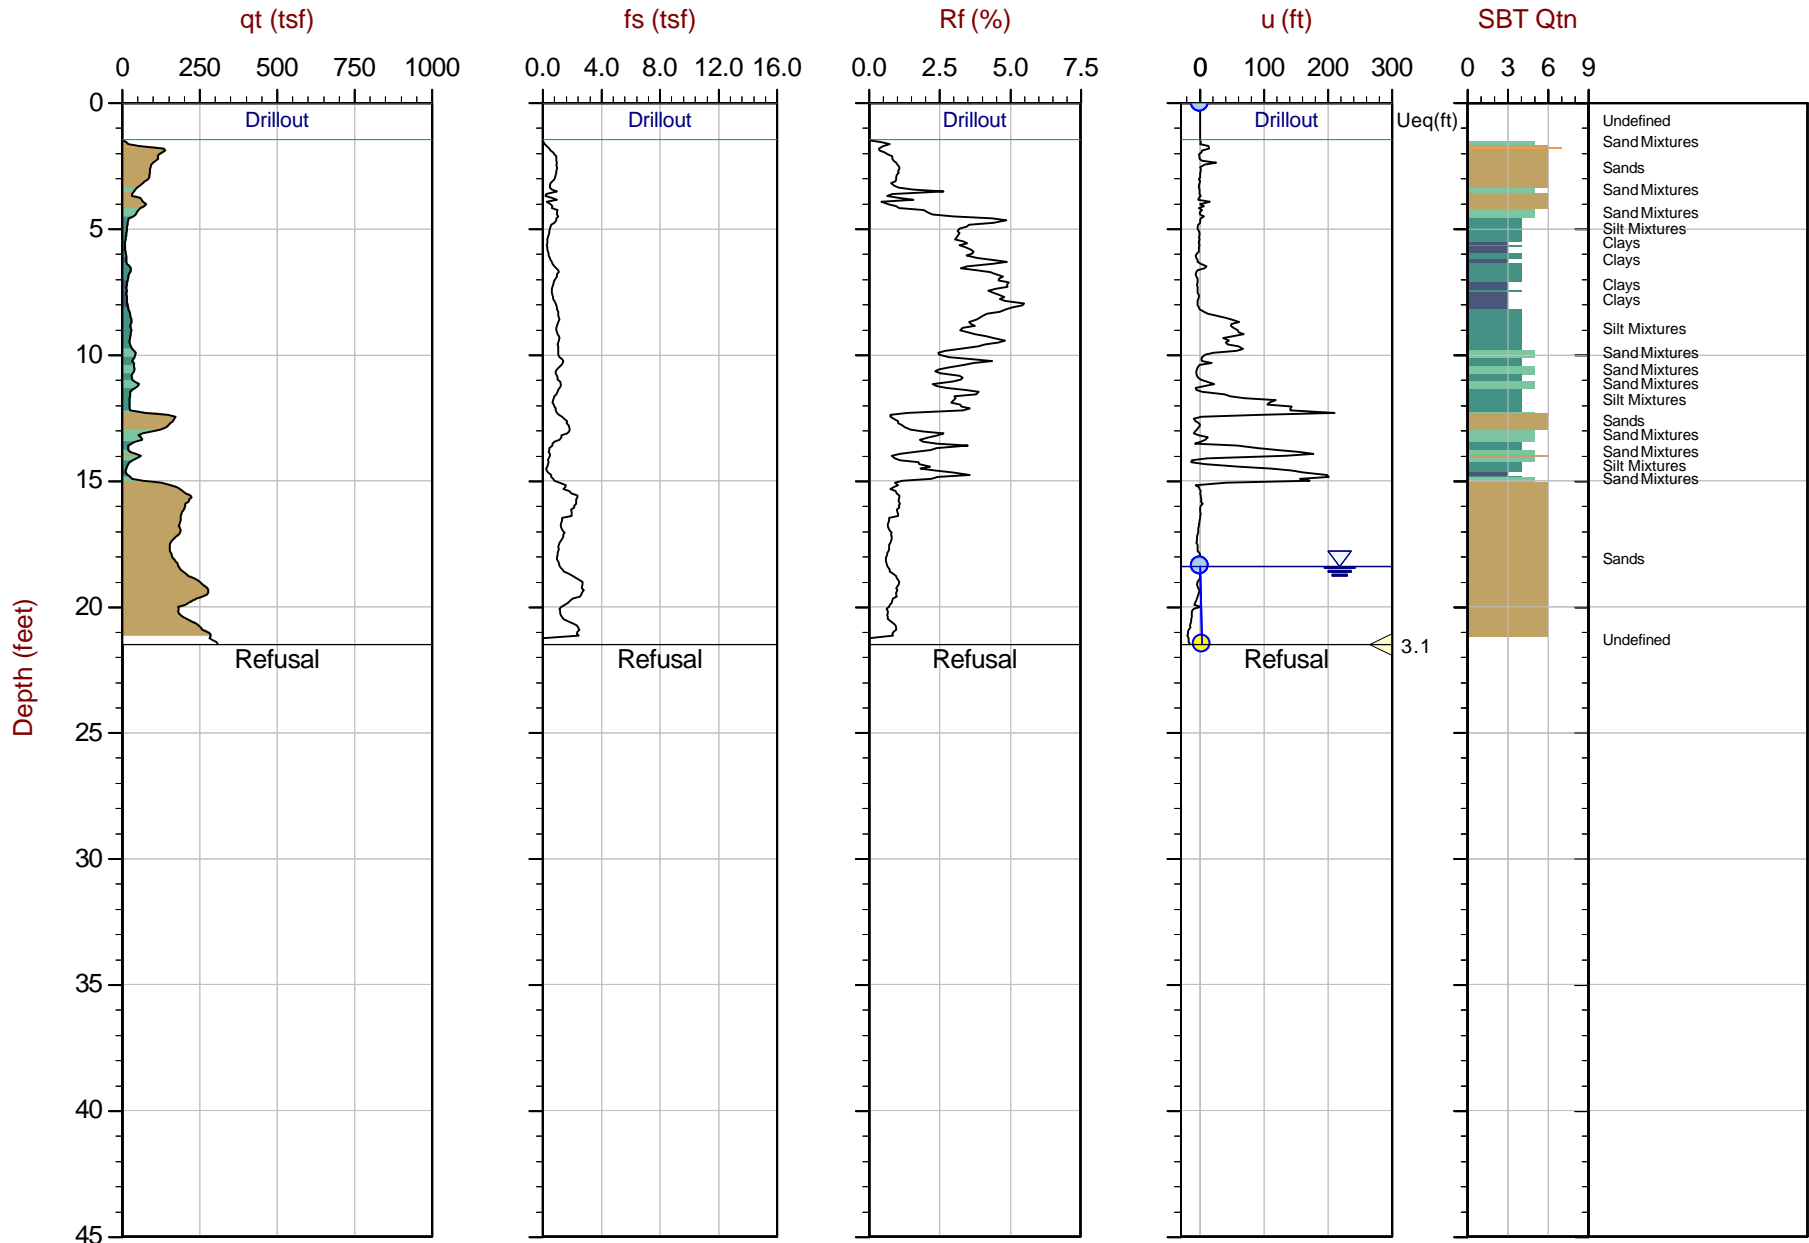 qt (tsf) fs (tsf) Rf (%) u (ft) SBT Qtn
0 250 500 750 1000 0.0 4.0 8.0 12.0 16.0 0.0 2.5 5.0 7.5 0 100 200 300 0 3 6 9
0
Drillout Drillout Drillout Drillout Ueq(ft) Undefined
Sand Mixtures
Sands
Sand Mixtures
Sand Mixtures
5 Silt Mixtures
Clays
Clays
Clays
Clays
Silt Mixtures
10 Sand Mixtures
Sand Mixtures
Sand Mixtures
Silt Mixtures
Sands
Sand Mixtures
Sand Mixtures
Silt Mixtures
15 Sand Mixtures
Sands
20
Undefined
3.1
Refusal Refusal Refusal Refusal
Depth (feet)
25
30
35
40
45